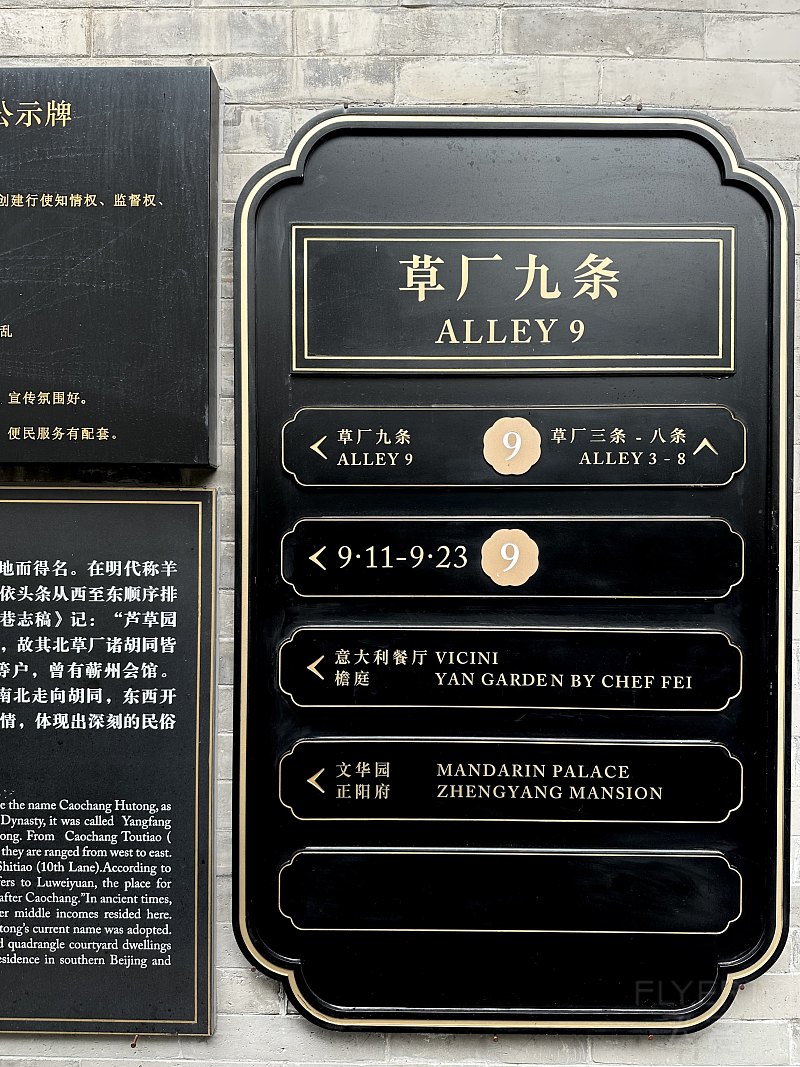 公示牌
创建行使知情权、监督权、
乱
宣传氛围好。
便民服务有配套。
地而得名。在明代称羊
依头条从西至东顺序排
巷志稿》记：“芦草园
，故其北草厂诸胡同皆
等户，曾有蕲州会馆。
南北走向胡同，东西开
情，体现出深刻的民俗
e the name Caochang Hutong, as
Dynasty, it was called Yangfang
ong. From Caochang Toutiao (
they are ranged from west to east.
Shitiao (10th Lane).According to
fers to Luweiyuan, the place for
after Caochang."In ancient times,
er middle incomes resided here.
tong's current name was adopted.
d quadrangle courtyard dwellings
esidence in southern Beijing and
草厂九条
ALLEY 9
草厂九条 9 草厂三条 - 八条
ALLEY 9 ALLEY 3 - 8
9·11-9·23 9
意大利餐厅 VICINI
檐庭 YAN GARDEN BY CHEF FEI
文华园 MANDARIN PALACE
正阳府 ZHENGYANG MANSION